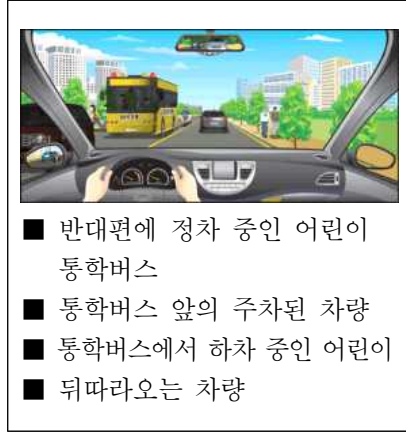 ■ 반대편에 정차 중인 어린이
통학버스
■ 통학버스 앞의 주차된 차량
■ 통학버스에서 하차 중인 어린이
■ 뒤따라오는 차량